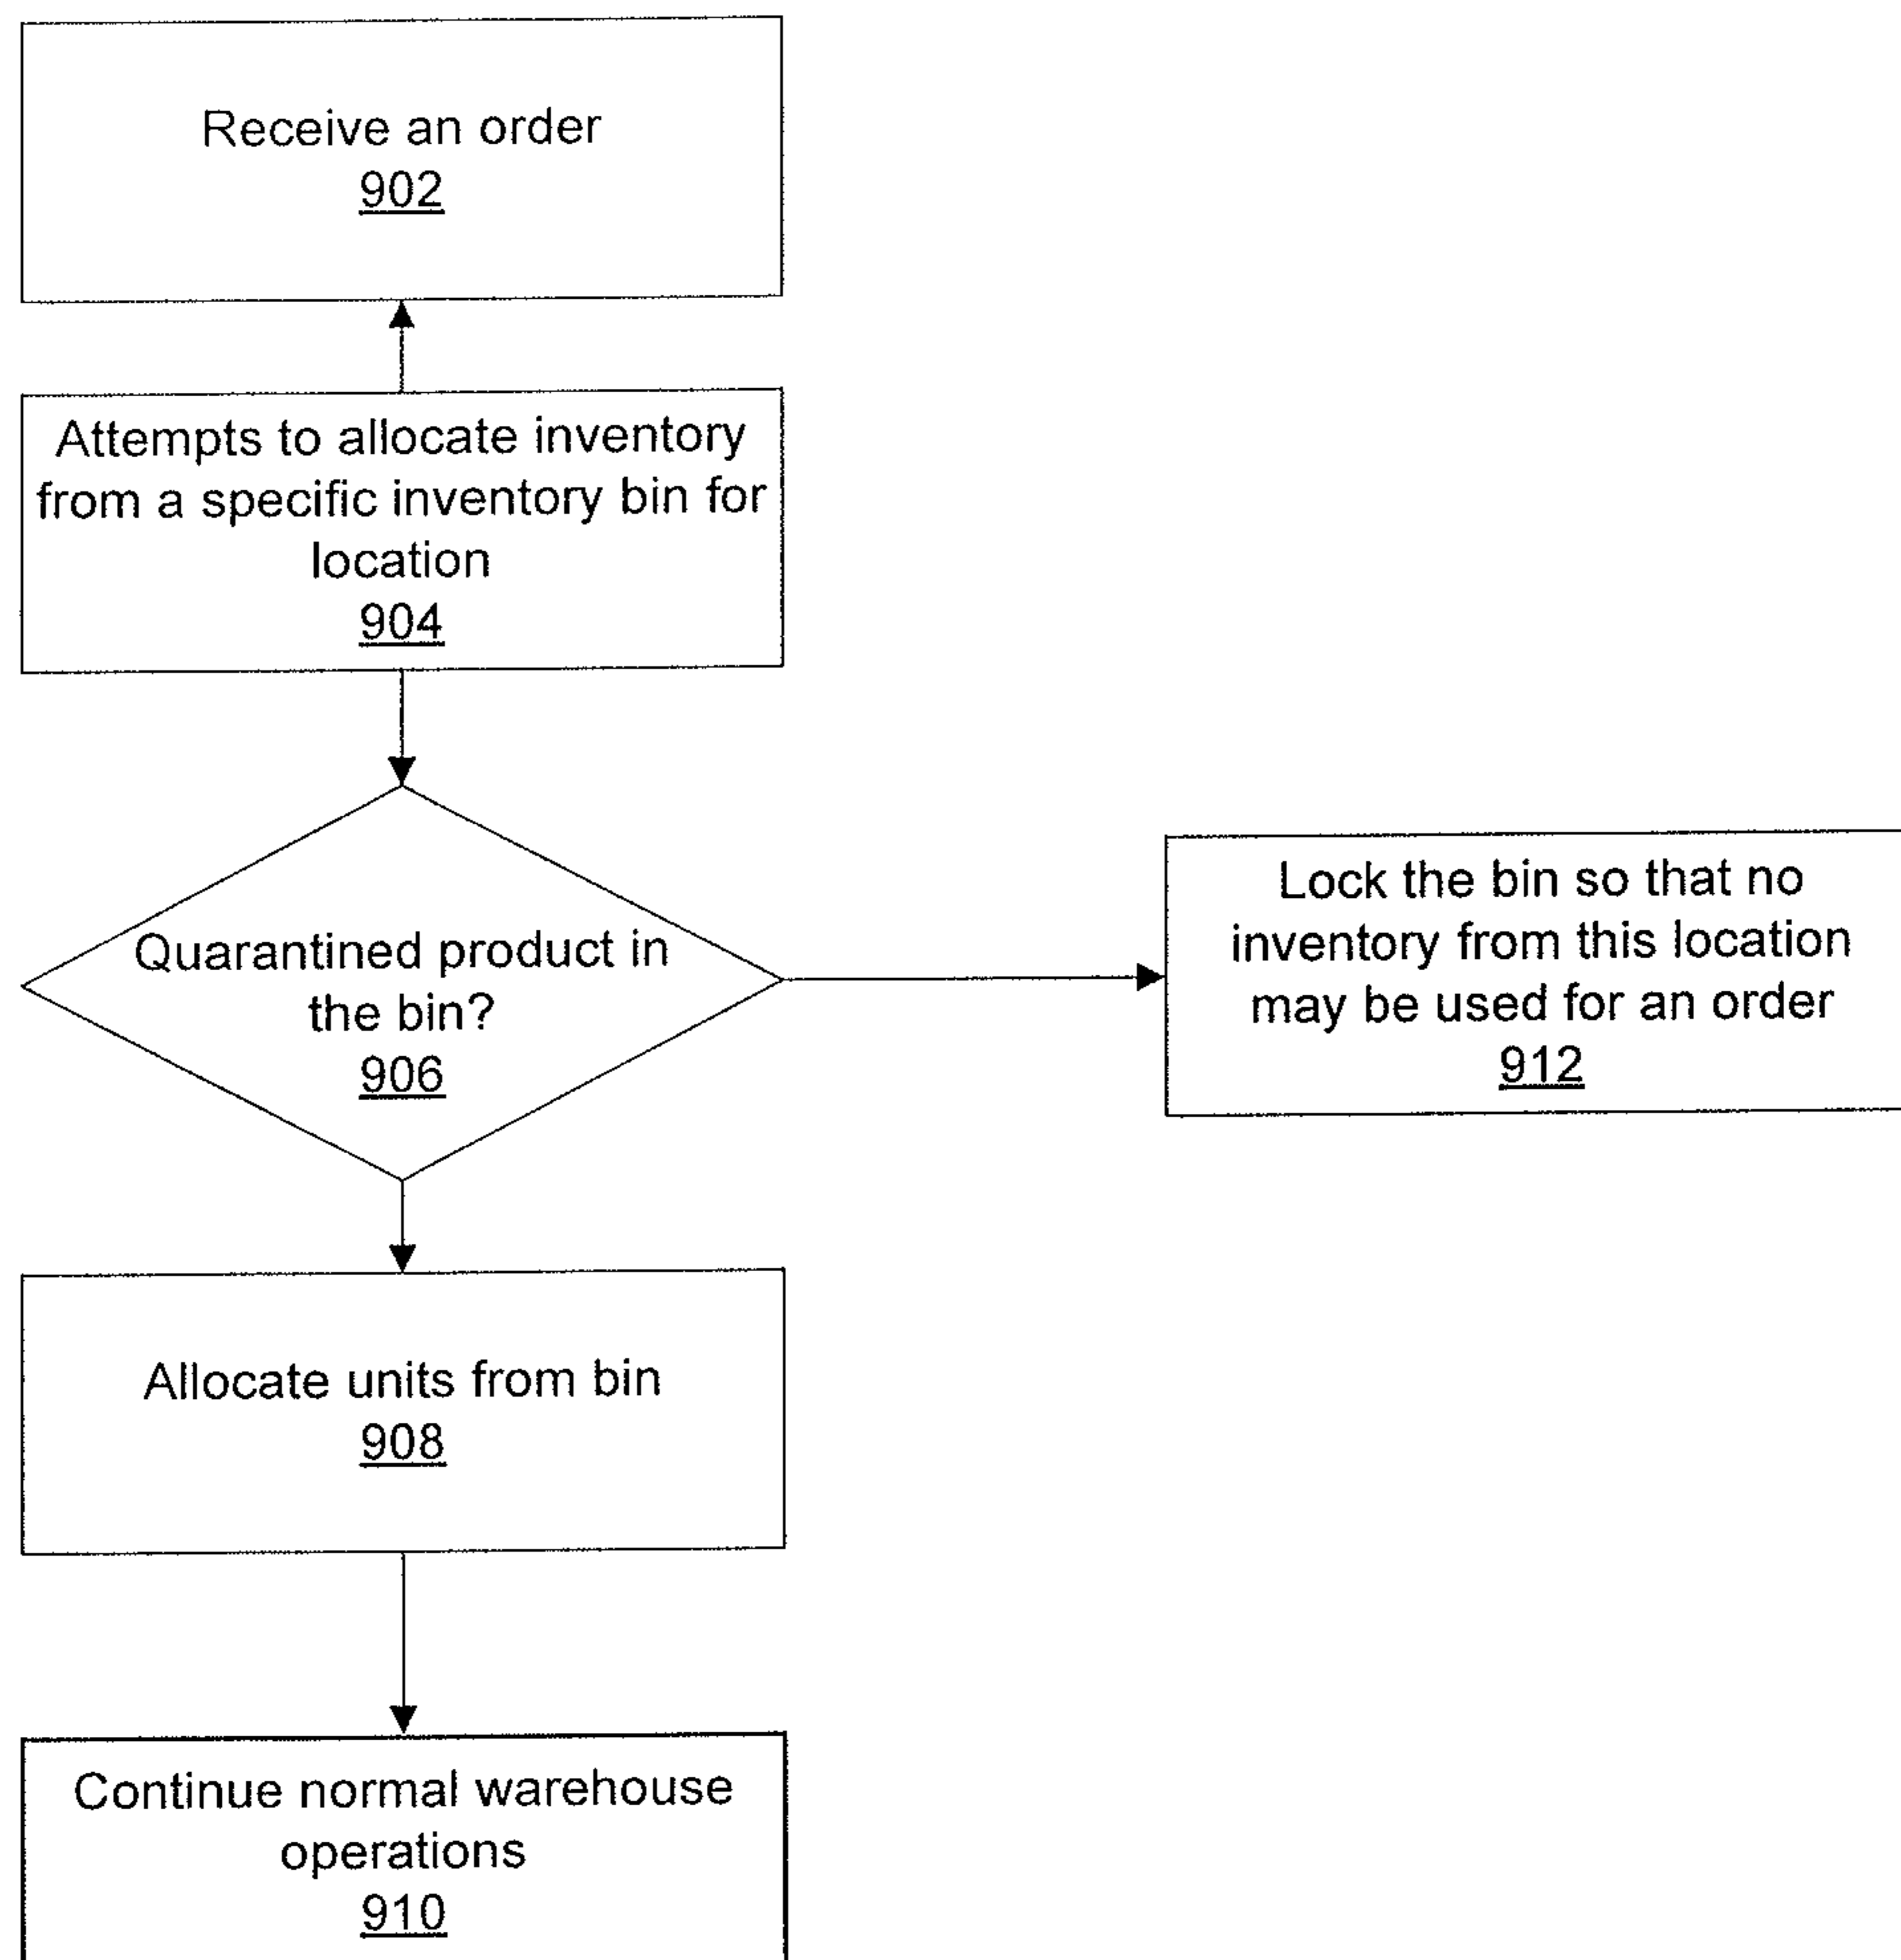 Receive an order
902
Attempts to allocate inventory
from a specific inventory bin for
location
904
Quarantined product in
the bin?
906
Lock the bin so that no
inventory from this location
may be used for an order
912
Allocate units from bin
908
Continue normal warehouse
operations
910